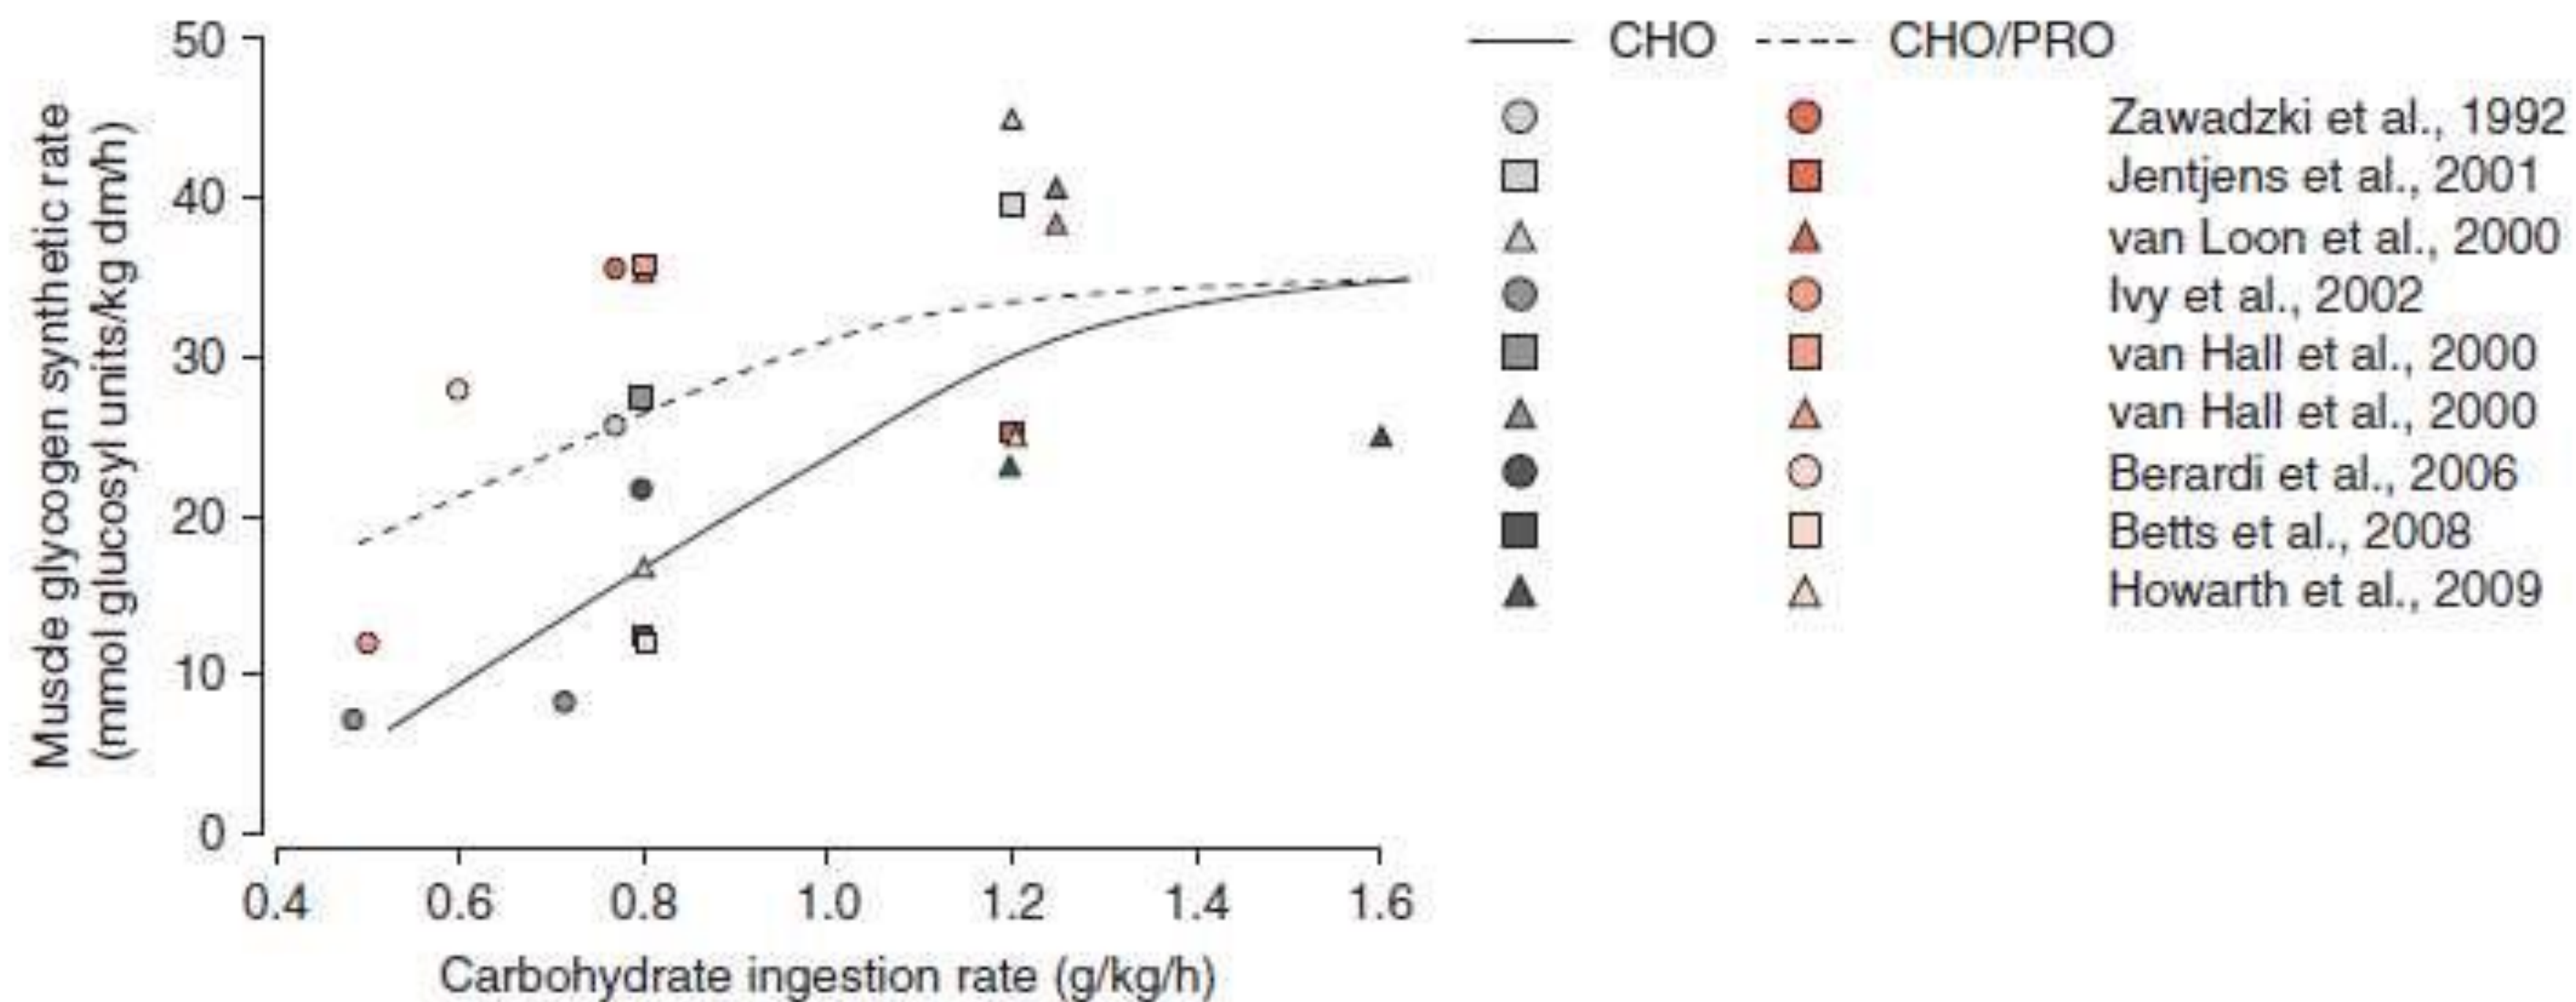 50
40
30
20
10
0
Muscle glycogen synthetic rate
(mmol glucosyl units/kg dm/h)
0.4 0.6 0.8 1.0 1.2 1.4 1.6
Carbohydrate ingestion rate (g/kg/h)
CHO CHO/PRO
Zawadzki et al., 1992
Jentjens et al., 2001
van Loon et al., 2000
Ivy et al., 2002
van Hall et al., 2000
van Hall et al., 2000
Berardi et al., 2006
Betts et al., 2008
Howarth et al., 2009